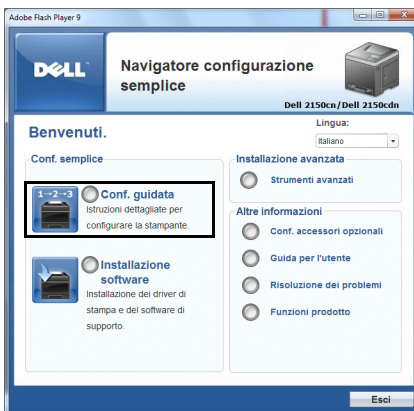 Adobe Flash Player 9
DELL
Navigatore configurazione
semplice
Dell 2150cn/Dell 2150cdn
Benvenuti.
Lingua:
Italiano
Conf. semplice
1→2→3
Conf. guidata
Istruzioni dettagliate per
configurare la stampante.
Installazione
software
Installazione dei driver di
stampa e del software di
supporto.
Installazione avanzata
Strumenti avanzati
Altre informazioni
Conf. accessori opzionali
Guida per l'utente
Risoluzione dei problemi
Funzioni prodotto
Esci